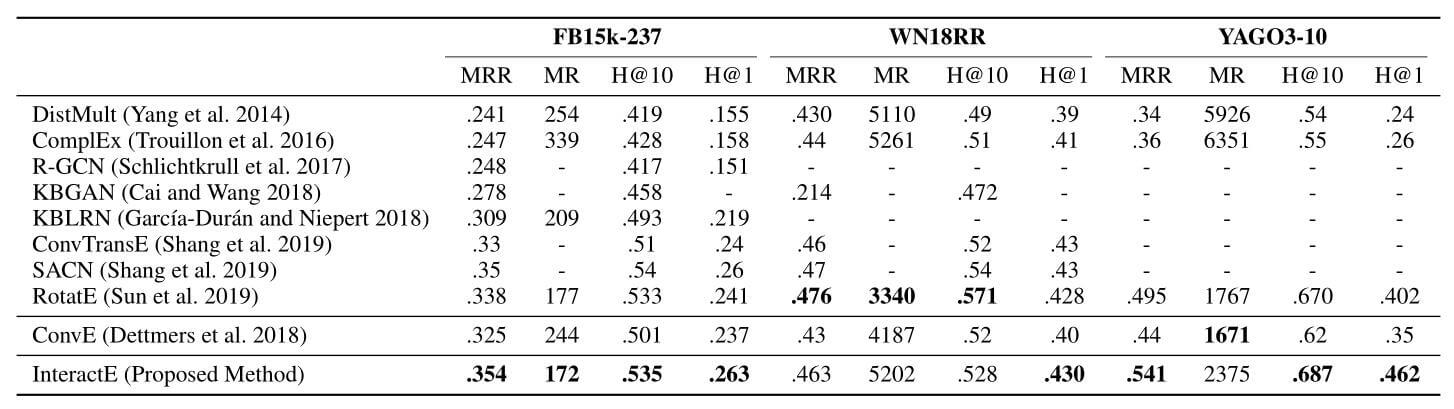 FB15k-237 WN18RR YAGO3-10
MRR MR H@10 H@1 MRR MR H@10 H@1 MRR MR H@10 H@1
DistMult (Yang et al. 2014) .241 254 .419 .155 .430 5110 .49 .39 .34 5926 .54 .24
ComplEx (Trouillon et al. 2016) .247 339 .428 .158 .44 5261 .51 .41 .36 6351 .55 .26
R-GCN (Schlichtkrull et al. 2017) .248 - .417 .151 - - - - - - - -
KBGAN (Cai and Wang 2018) .278 - .458 - .214 - .472 - - - - -
KBLRN (García-Durán and Niepert 2018) .309 209 .493 .219 - - - - - - - -
ConvTransE (Shang et al. 2019) .33 - .51 .24 .46 - .52 .43 - - - -
SACN (Shang et al. 2019) .35 - .54 .26 .47 - .54 .43 - - - -
RotatE (Sun et al. 2019) .338 177 .533 .241 .476 3340 .571 .428 .495 1767 .670 .402
ConvE (Dettmers et al. 2018) .325 244 .501 .237 .43 4187 .52 .40 .44 1671 .62 .35
InteractE (Proposed Method) .354 172 .535 .263 .463 5202 .528 .430 .541 2375 .687 .462